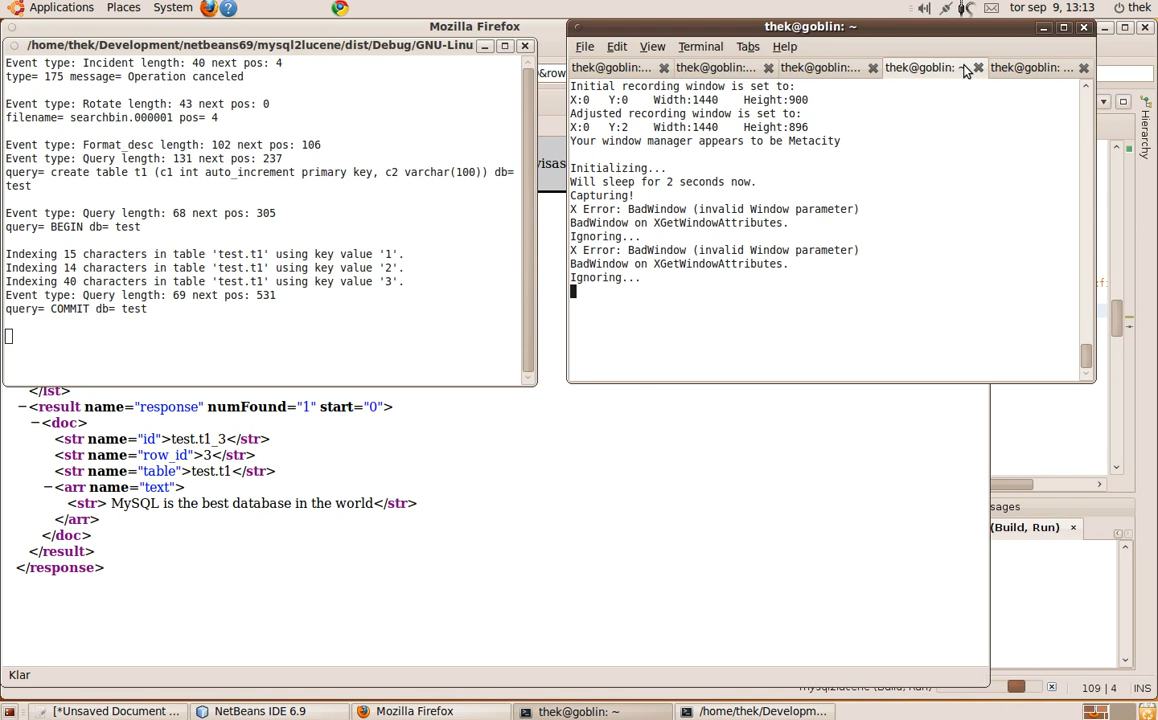 Applications Places System
tor sep 9, 13:13 thek
Mozilla Firefox
/home/thek/Development/netbeans69/mysql2lucene/dist/Debug/GNU-Linu
Event type: Incident length: 40 next pos: 4
type= 175 message= Operation canceled
Event type: Rotate length: 43 next pos: 0
filename= searchbin.000001 pos= 4
Event type: Format_desc length: 102 next pos: 106
Event type: Query length: 131 next pos: 237
query= create table t1 (c1 int auto_increment primary key, c2 varchar(100)) db=
test
Event type: Query length: 68 next pos: 305
query= BEGIN db= test
Indexing 15 characters in table 'test.t1' using key value '1'.
Indexing 14 characters in table 'test.t1' using key value '2'.
Indexing 40 characters in table 'test.t1' using key value '3'.
Event type: Query length: 69 next pos: 531
query= COMMIT db= test
thek@goblin: ~
File Edit View Terminal Tabs Help
thek@goblin:... thek@goblin:... thek@goblin:... thek@goblin: ~ thek@goblin: ...
Initial recording window is set to:
X:0 Y:0 Width:1440 Height:900
Adjusted recording window is set to:
X:0 Y:2 Width:1440 Height:896
Your window manager appears to be Metacity
Initializing...
Will sleep for 2 seconds now.
Capturing!
X Error: BadWindow (invalid Window parameter)
BadWindow on XGetWindowAttributes.
Ignoring...
X Error: BadWindow (invalid Window parameter)
BadWindow on XGetWindowAttributes.
Ignoring...
&row
visas
Hierarchy
</lst>
−<result name="response" numFound="1" start="0">
−<doc>
<str name="id">test.t1_3</str>
<str name="row_id">3</str>
<str name="table">test.t1</str>
−<arr name="text">
<str> MySQL is the best database in the world</str>
</arr>
</doc>
</result>
</response>
sages
(Build, Run)
Klar
mysql2lucene (Build, Run)
109 | 4 INS
[*Unsaved Document ...
NetBeans IDE 6.9
Mozilla Firefox
thek@goblin: ~
/home/thek/Developm...